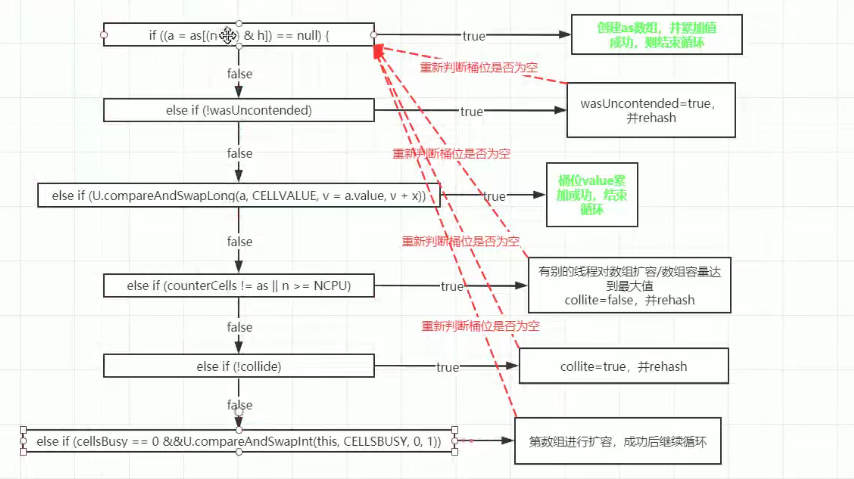 if ((a = as[(n & h]) == null) {
true
创建as数组，并累加值
成功，则结束循环
false
重新判断桶位是否为空
else if (!wasUncontended)
true
wasUncontended=true，
并rehash
false
重新判断桶位是否为空
else if (U.compareAndSwapLong(a, CELLVALUE, v = a.value, v + x))
true
桶位value累
加成功，结束
循环
false
重新判断桶位是否为空
else if (counterCells != as || n >= NCPU)
true
有别的线程对数组扩容/数组容量达
到最大值
collite=false，并rehash
false
重新判断桶位是否为空
else if (!collide)
true
collite=true，并rehash
false
else if (cellsBusy == 0 &&U.compareAndSwapInt(this, CELLSBUSY, 0, 1))
第数组进行扩容，成功后继续循环